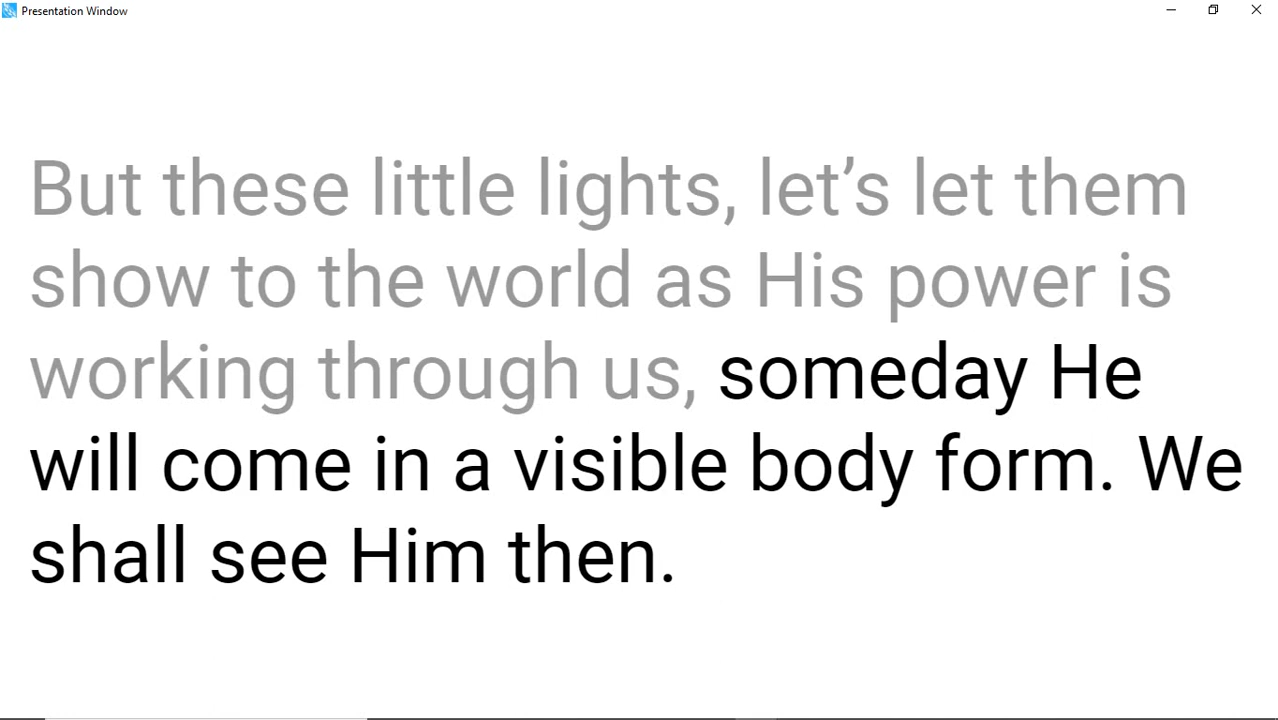 Presentation Window
But these little lights, let’s let them
show to the world as His power is
working through us, someday He
will come in a visible body form. We
shall see Him then.